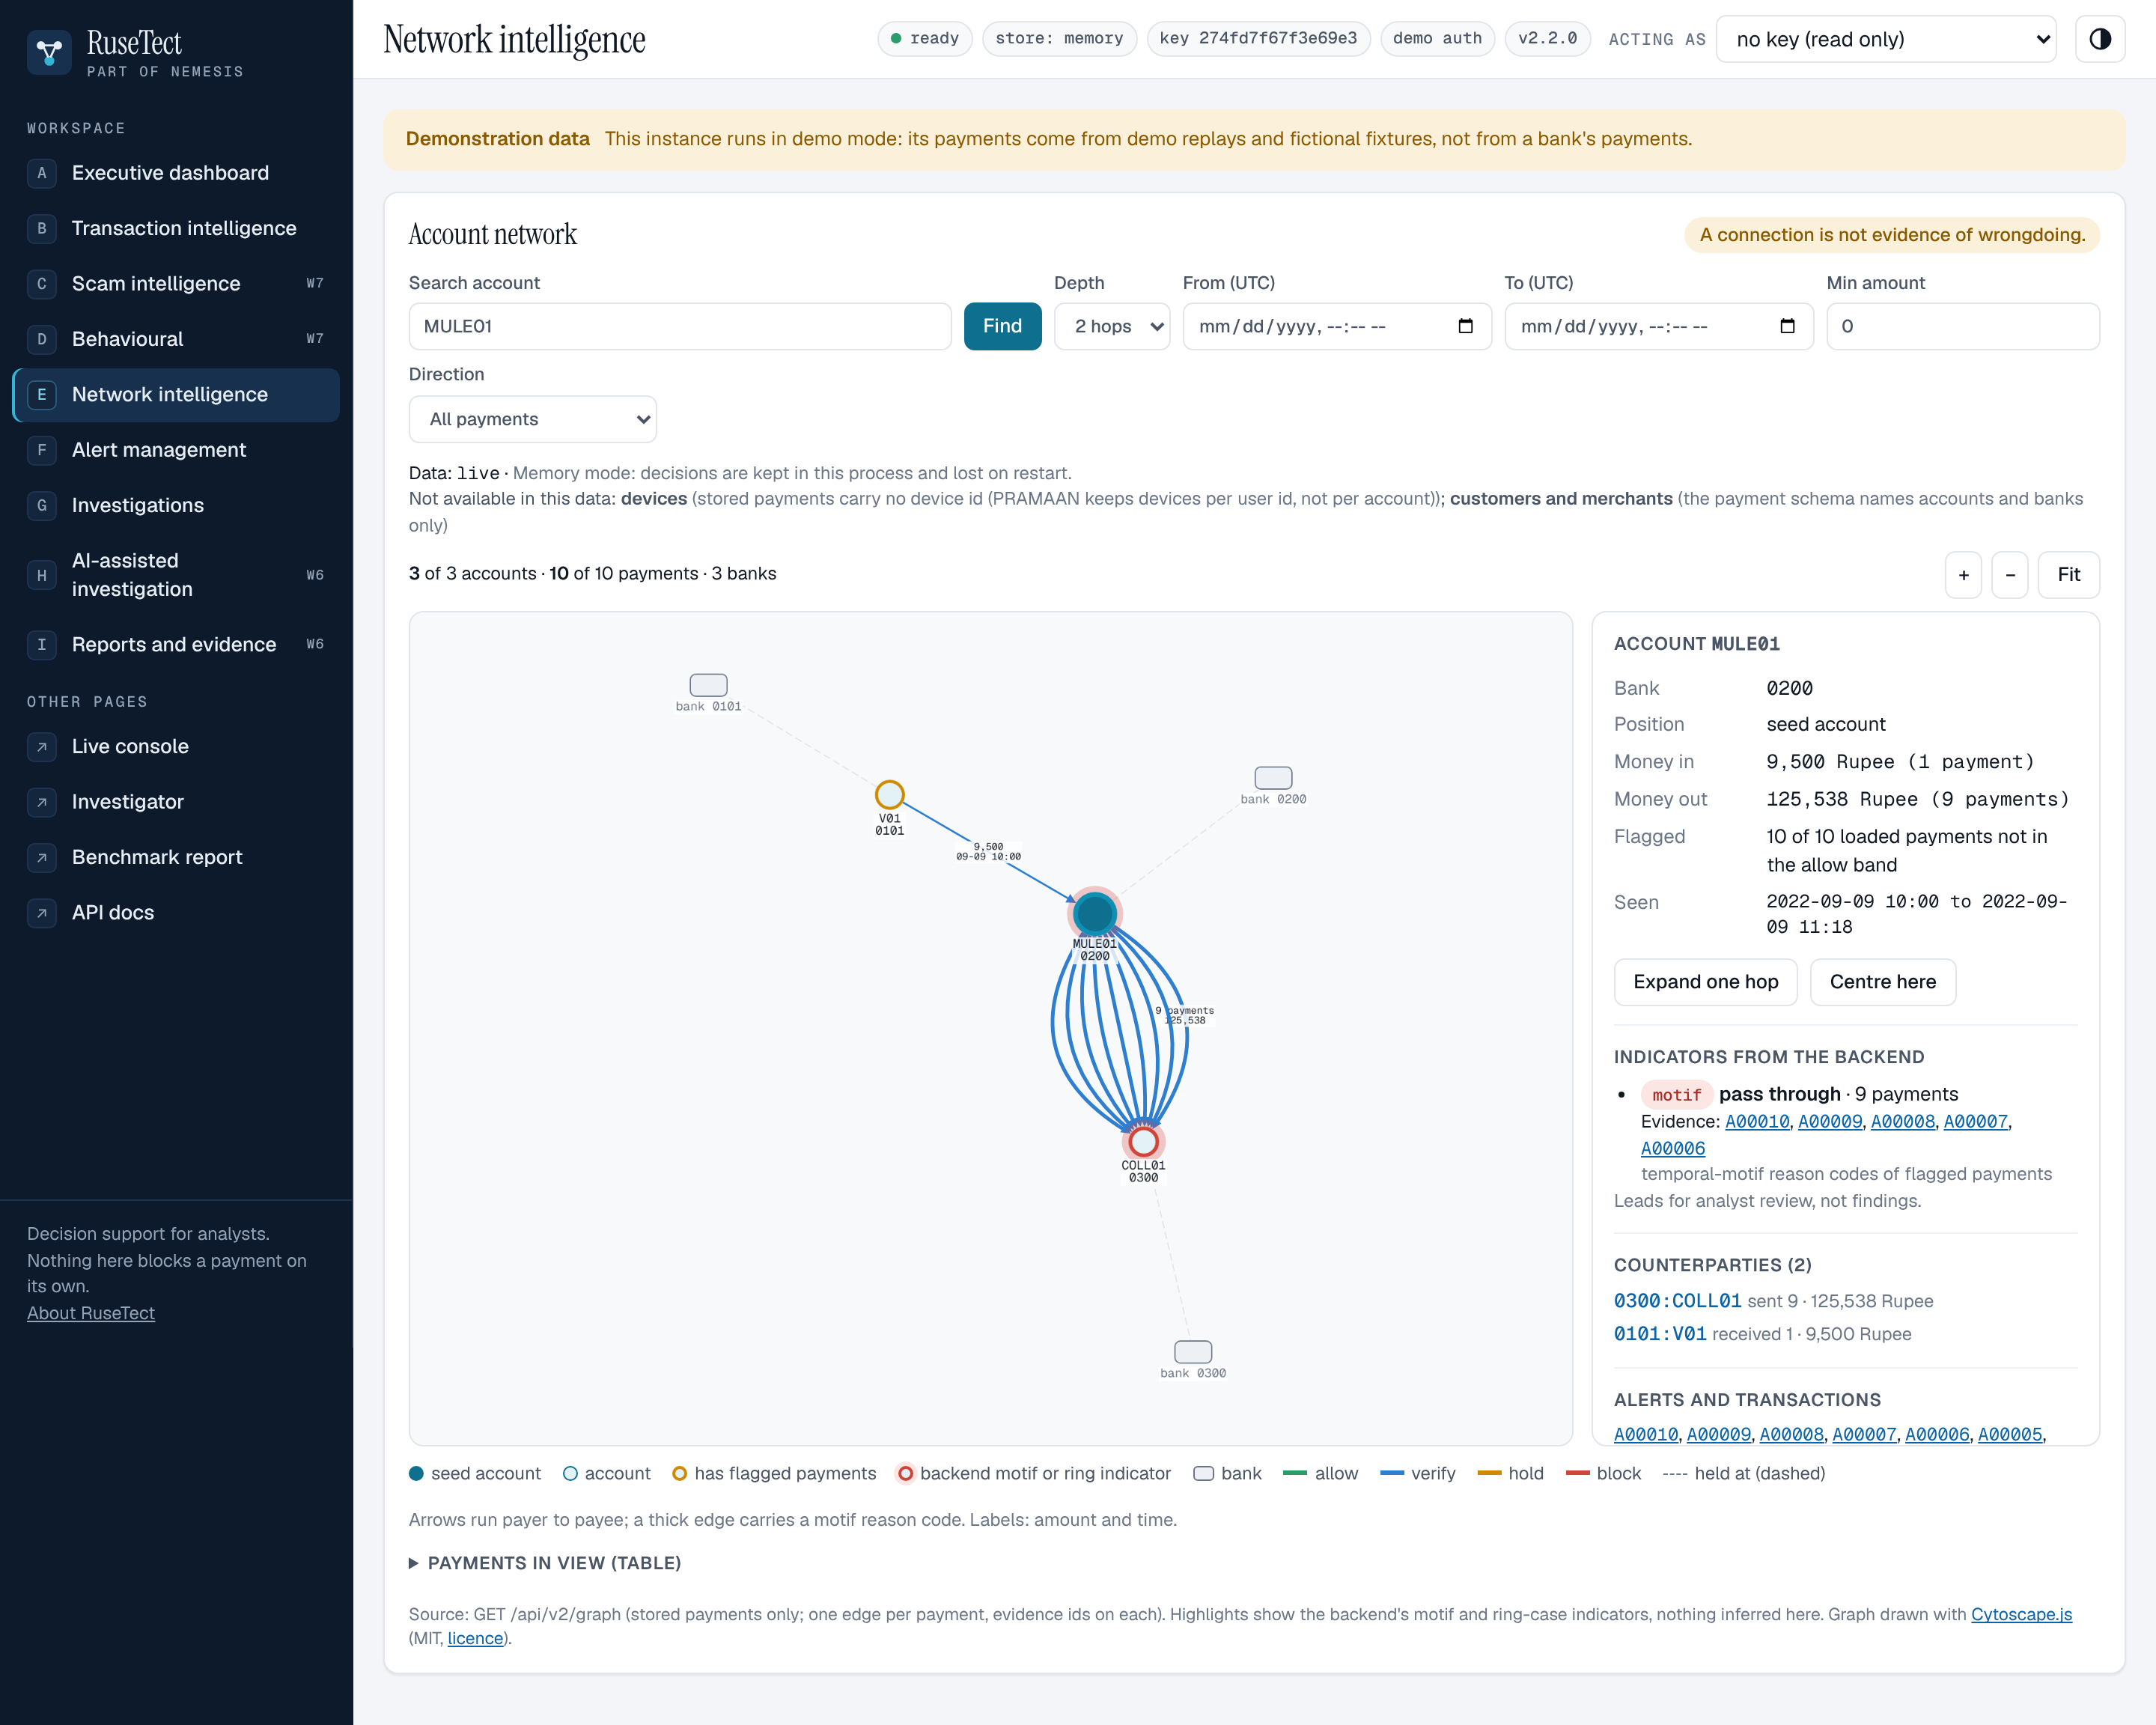 RuseTect
PART OF NEMESIS
WORKSPACE
A Executive dashboard
B Transaction intelligence
C Scam intelligence W7
D Behavioural W7
E Network intelligence
F Alert management
G Investigations
H AI-assisted investigation W6
I Reports and evidence W6
OTHER PAGES
Live console
Investigator
Benchmark report
API docs
Decision support for analysts.
Nothing here blocks a payment on
its own.
About RuseTect
Network intelligence
ready
store: memory
key 274fd7f67f3e69e3
demo auth
v2.2.0
ACTING AS
no key (read only)
Demonstration data This instance runs in demo mode: its payments come from demo replays and fictional fixtures, not from a bank's payments.
Account network
A connection is not evidence of wrongdoing.
Search account
MULE01
Find
Depth
2 hops
From (UTC)
mm/dd/yyyy, --:-- --
To (UTC)
mm/dd/yyyy, --:-- --
Min amount
0
Direction
All payments
Data: live · Memory mode: decisions are kept in this process and lost on restart.
Not available in this data: devices (stored payments carry no device id (PRAMAAN keeps devices per user id, not per account)); customers and merchants (the payment schema names accounts and banks
only)
3 of 3 accounts · 10 of 10 payments · 3 banks
+
−
Fit
bank 0101
bank 0200
V01
0101
9,500
09-09 10:00
MULE01
0200
9 payments
125,538
COLL01
0300
bank 0300
ACCOUNT MULE01
Bank 0200
Position seed account
Money in 9,500 Rupee (1 payment)
Money out 125,538 Rupee (9 payments)
Flagged 10 of 10 loaded payments not in
the allow band
Seen 2022-09-09 10:00 to 2022-09-
09 11:18
Expand one hop
Centre here
INDICATORS FROM THE BACKEND
• motif pass through · 9 payments
Evidence: A00010, A00009, A00008, A00007,
A00006
temporal-motif reason codes of flagged payments
Leads for analyst review, not findings.
COUNTERPARTIES (2)
0300:COLL01 sent 9 · 125,538 Rupee
0101:V01 received 1 · 9,500 Rupee
ALERTS AND TRANSACTIONS
A00010, A00009, A00008, A00007, A00006, A00005,
seed account
account
has flagged payments
backend motif or ring indicator
bank
allow
verify
hold
block
held at (dashed)
Arrows run payer to payee; a thick edge carries a motif reason code. Labels: amount and time.
PAYMENTS IN VIEW (TABLE)
Source: GET /api/v2/graph (stored payments only; one edge per payment, evidence ids on each). Highlights show the backend's motif and ring-case indicators, nothing inferred here. Graph drawn with Cytoscape.js
(MIT, licence).